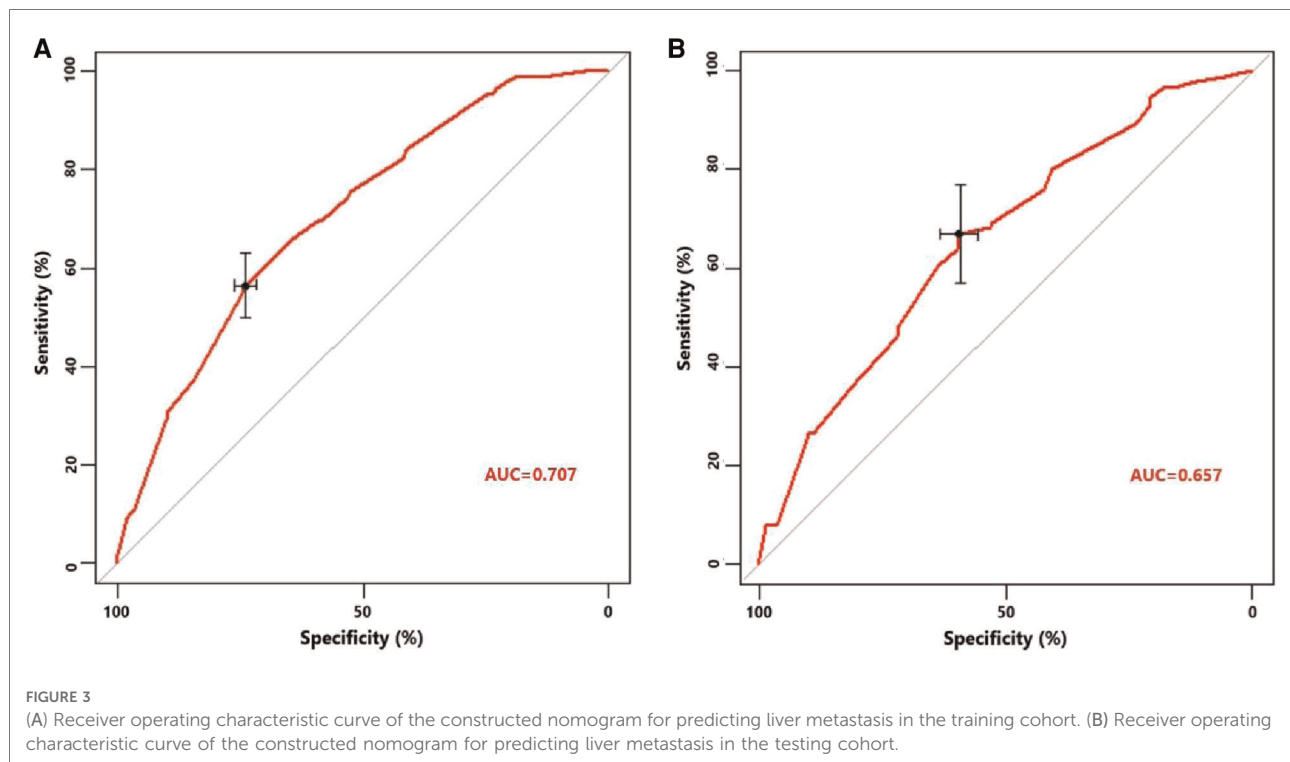 A
100
80
60
40
20
0
Sensitivity (%)
AUC=0.707
100
50
0
Specificity (%)
B
100
80
60
40
20
0
Sensitivity (%)
AUC=0.657
100
50
0
Specificity (%)
FIGURE 3
(A) Receiver operating characteristic curve of the constructed nomogram for predicting liver metastasis in the training cohort. (B) Receiver operating
characteristic curve of the constructed nomogram for predicting liver metastasis in the testing cohort.